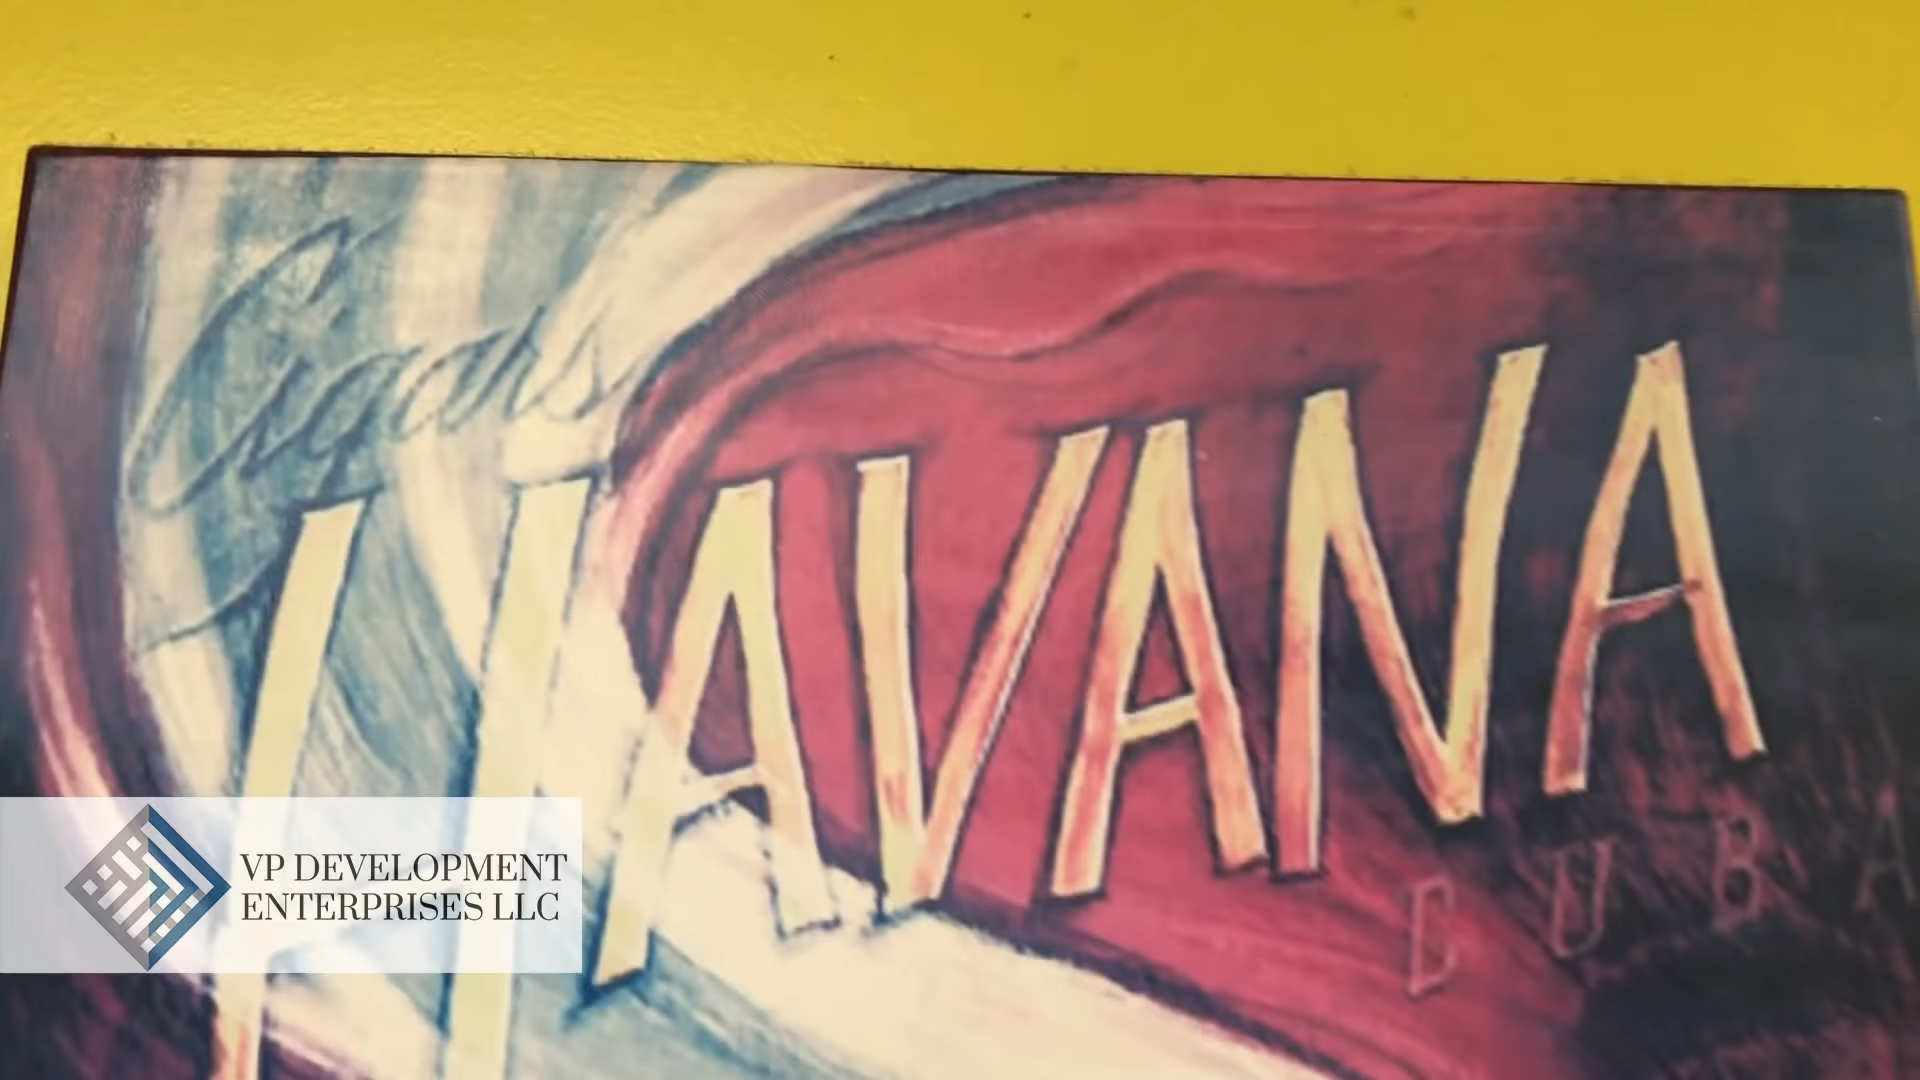 Cigars
HAVANA
CUBA
VP DEVELOPMENT
ENTERPRISES LLC